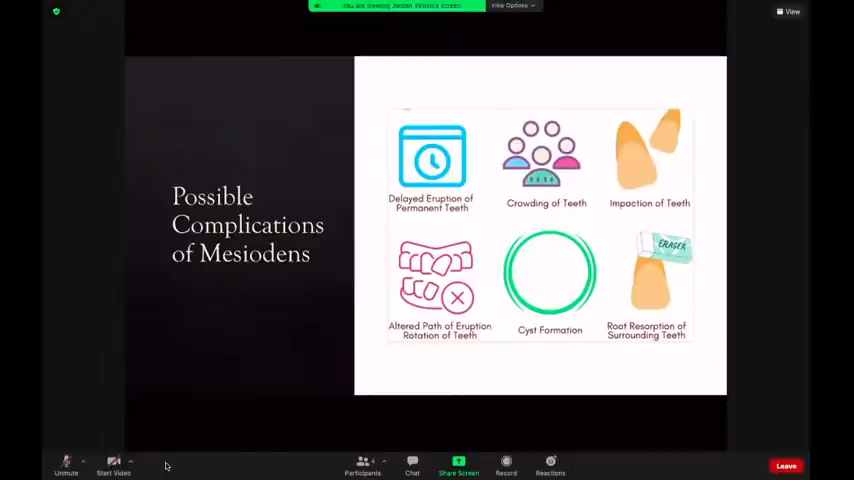 View Options
View
Possible
Complications
of Mesiodens
Delayed Eruption of
Permanent Teeth
Crowding of Teeth
Impaction of Teeth
ERASER
Altered Path of Eruption
Rotation of Teeth
Cyst Formation
Root Resorption of
Surrounding Teeth
Unmute
Start Video
Participants
4
Chat
Share Screen
Record
Reactions
Leave